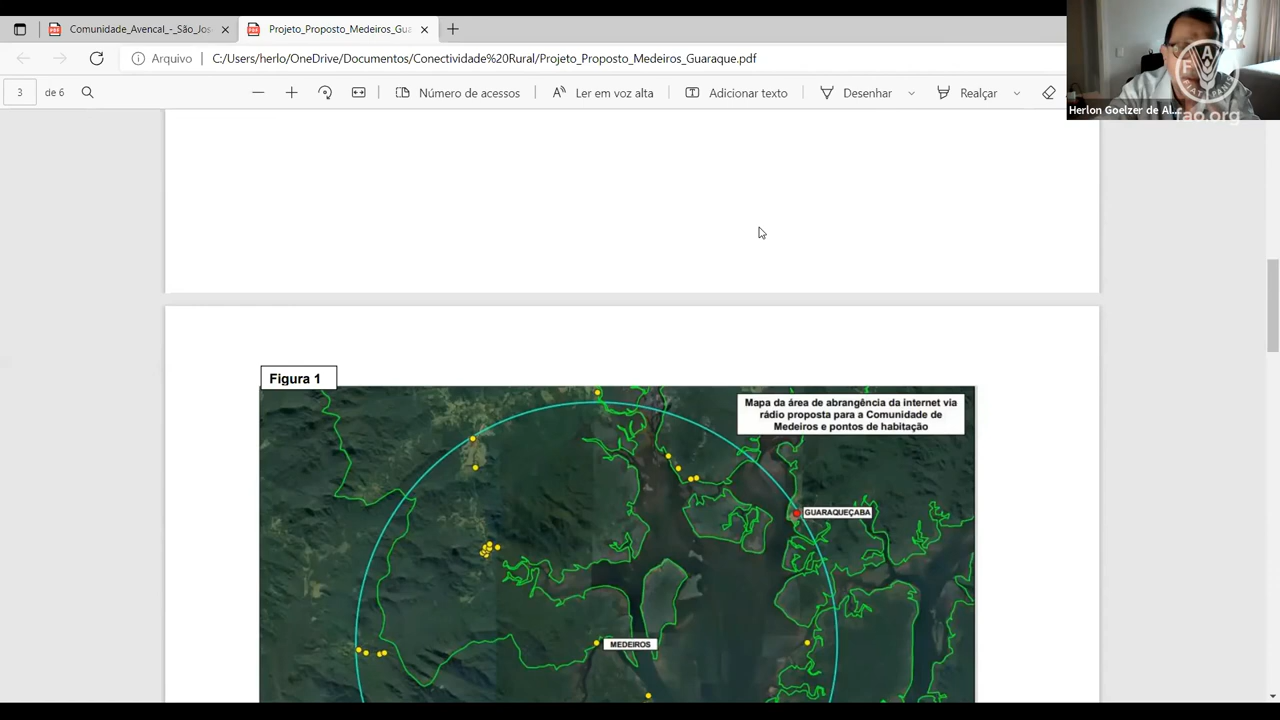 Comunidade_Avencal_-_São_Jos
Projeto_Proposto_Medeiros_Gua
Arquivo
C:/Users/herlo/OneDrive/Documentos/Conectividade%20Rural/Projeto_Proposto_Medeiros_Guaraque.pdf
3 de 6
Número de acessos
Ler em voz alta
Adicionar texto
Desenhar
Realçar
Herlon Goelzer de Al...
FIAT PANIS
fao.org
Figura 1
Mapa da área de abrangência da internet via
rádio proposta para a Comunidade de
Medeiros e pontos de habitação
GUARAQUEÇABA
MEDEIROS